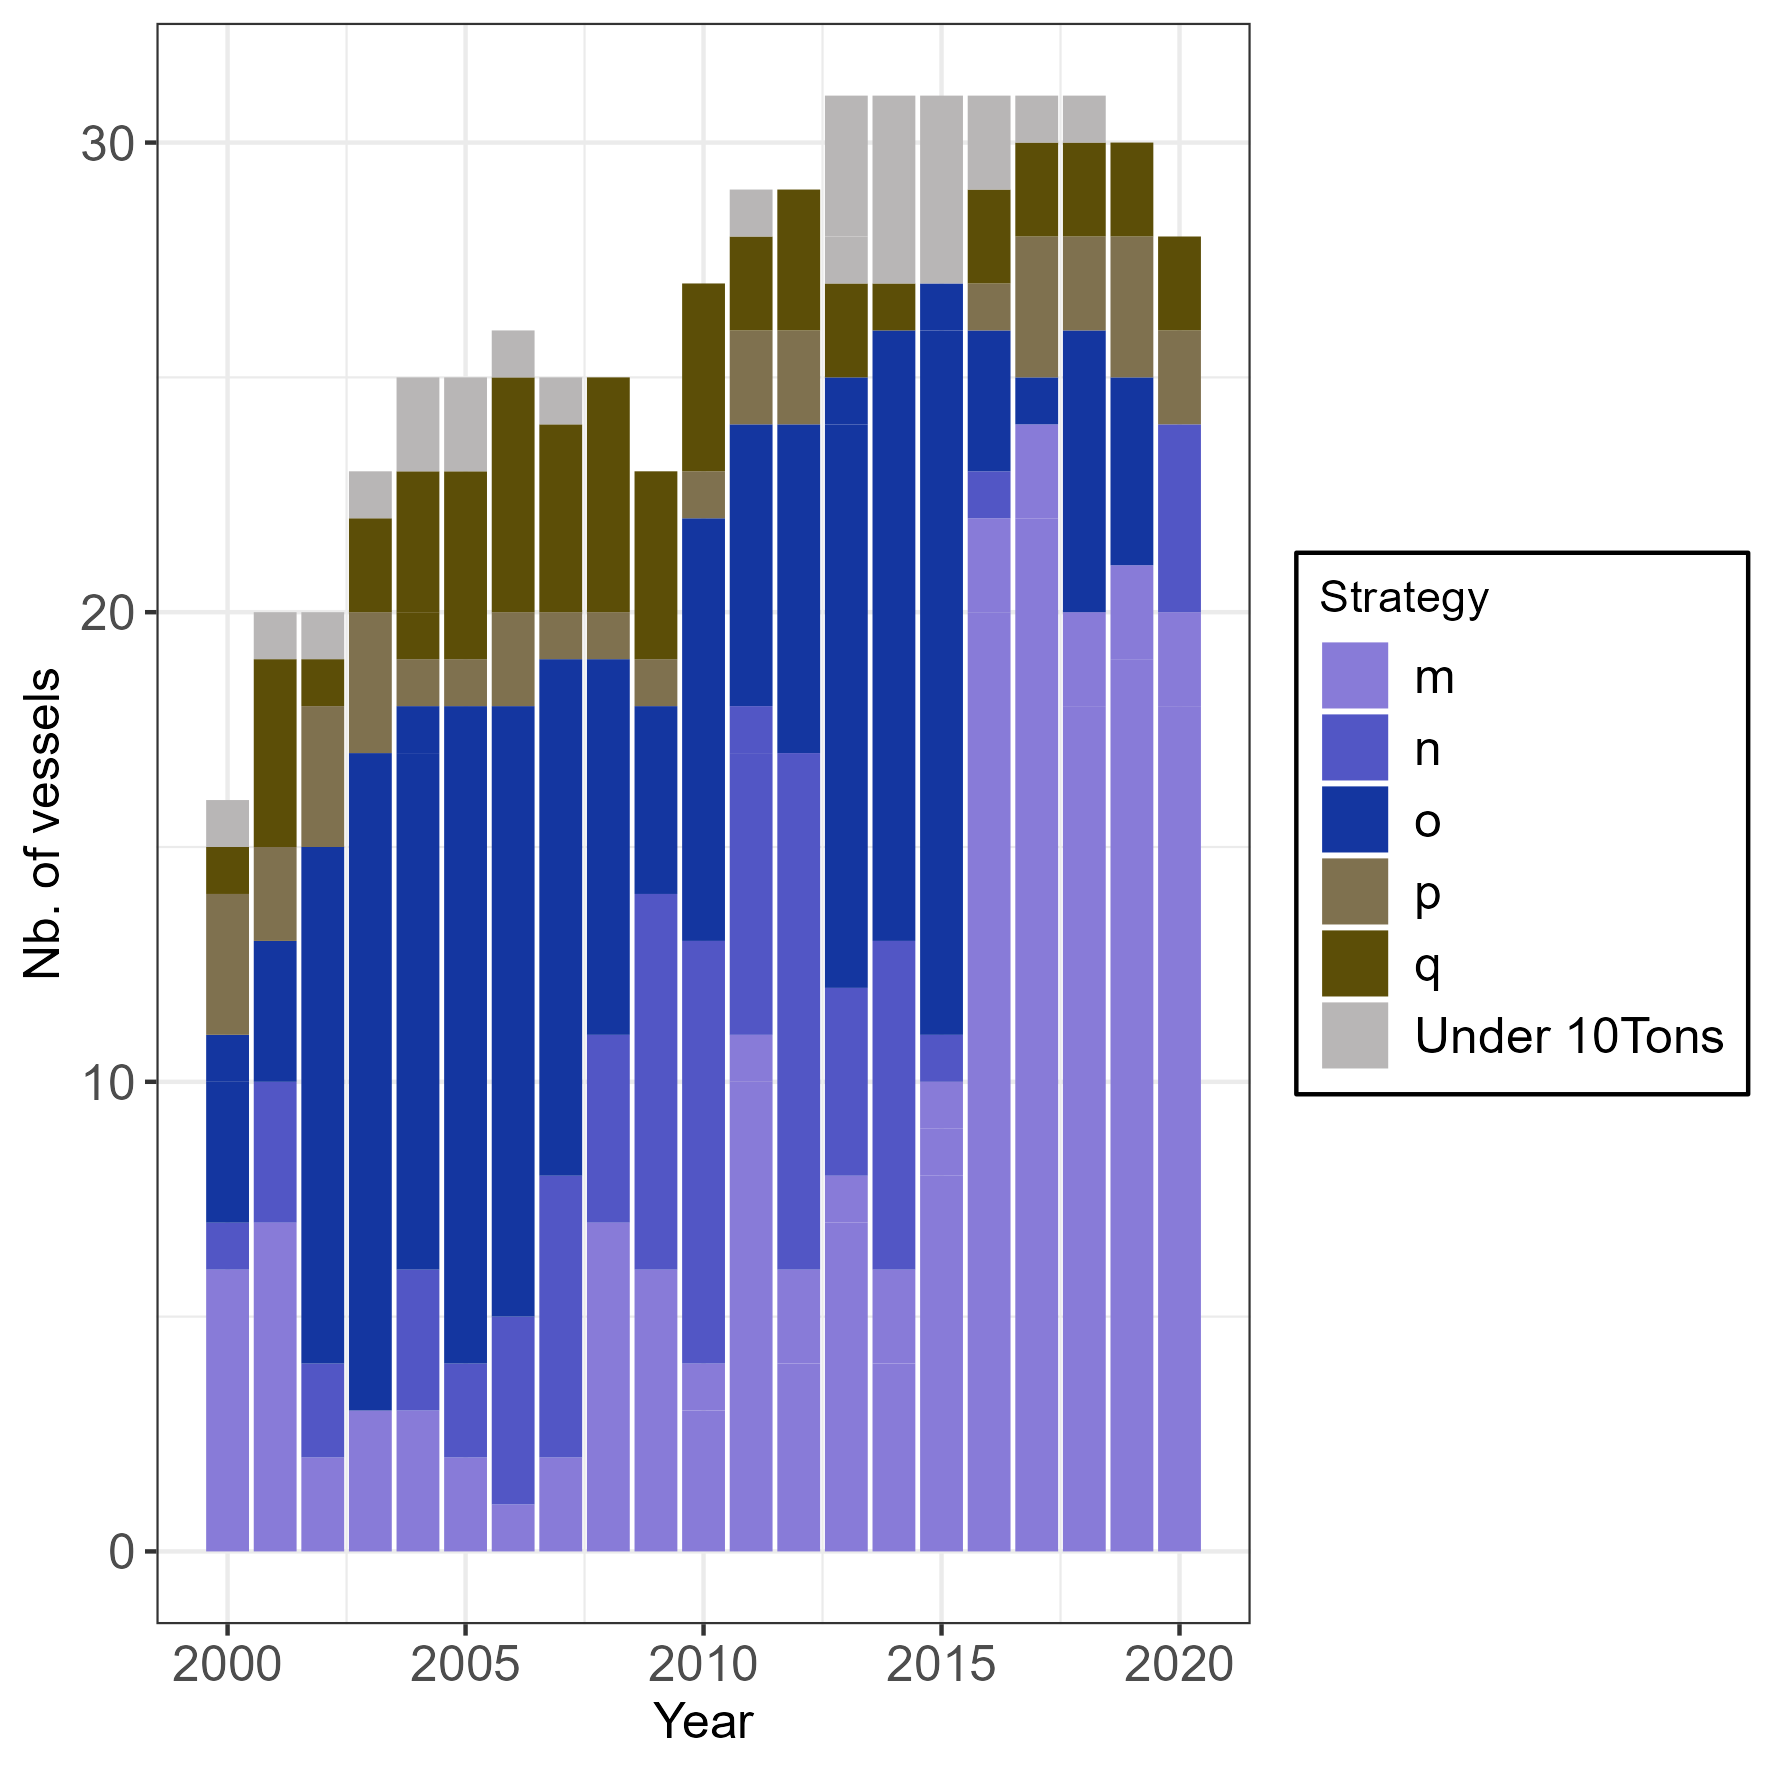 30
20
10
0
Nb. of vessels
2000 2005 2010 2015 2020
Year
Strategy
m
n
o
p
q
Under 10Tons